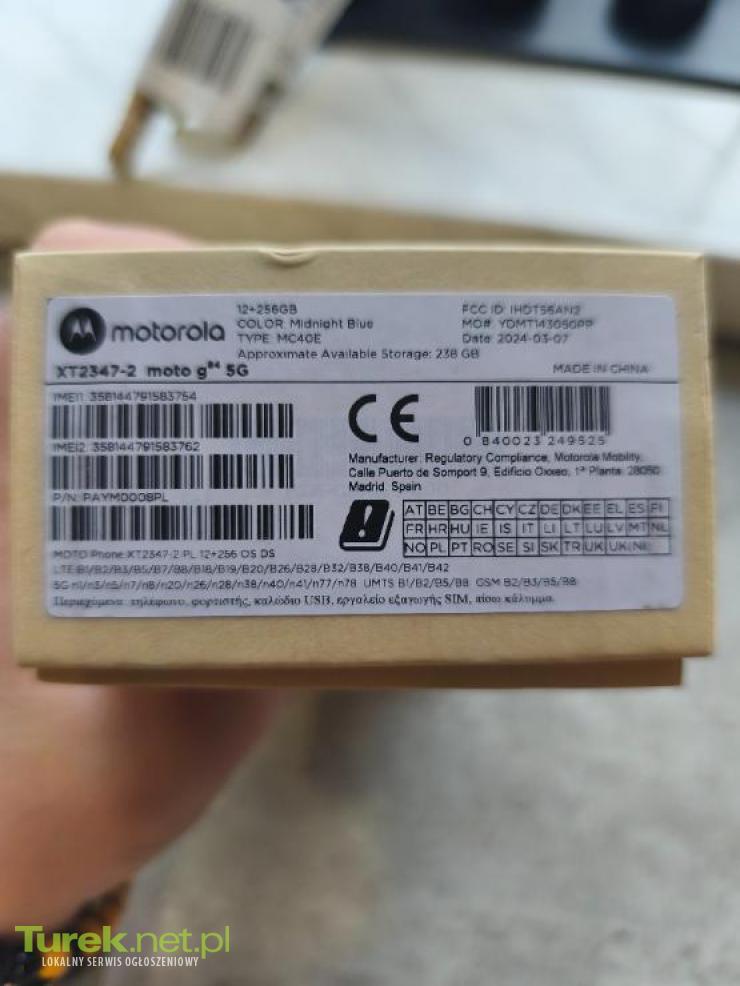 motorola
12+256GB
COLOR: Midnight Blue
TYPE: MC40E
Approximate Available Storage: 238 GB
FCC ID: IHDT56AN2
MO#: YDMT143050PP
Date: 2024-03-07
XT2347-2 moto g⁸⁴ 5G
MADE IN CHINA
IMEI1: 358144791583754
IMEI2: 358144791583762
P/N: PAYM0008PL
CE
0 840023 249525
Manufacturer: Regulatory Compliance, Motorola Mobility,
Calle Puerto de Somport 9, Edificio Oxxeo, 1ª Planta 28050
Madrid. Spain
AT BE BG CH CY CZ DE DK EE EL ES FI
FR HR HU IE IS IT LI LT LU LV MT NL
NO PL PT RO SE SI SK TR UK UK(NI)
MOTO Phone XT2347-2 PL 12+256 OS DS
LTE B1/B2/B3/B5/B7/B8/B18/B19/B20/B26/B28/B32/B38/B40/B41/B42
5G n1/n3/n5/n7/n8/n20/n26/n28/n38/n40/n41/n77/n78 UMTS B1/B2/B5/B8 GSM B2/B3/B5/B8
Περιεχόμενα: τηλέφωνο, φορτιστής, καλώδιο USB, εργαλείο εξαγωγής SIM, πίσω κάλυμμα.
Turek.net.pl
LOKALNY SERWIS OGŁOSZENIOWY